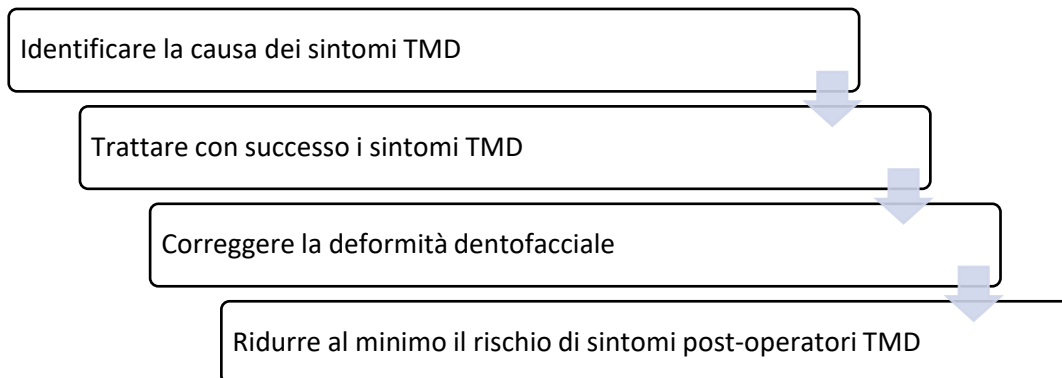 Identificare la causa dei sintomi TMD
Trattare con successo i sintomi TMD
Correggere la deformità dentofacciale
Ridurre al minimo il rischio di sintomi post-operatori TMD